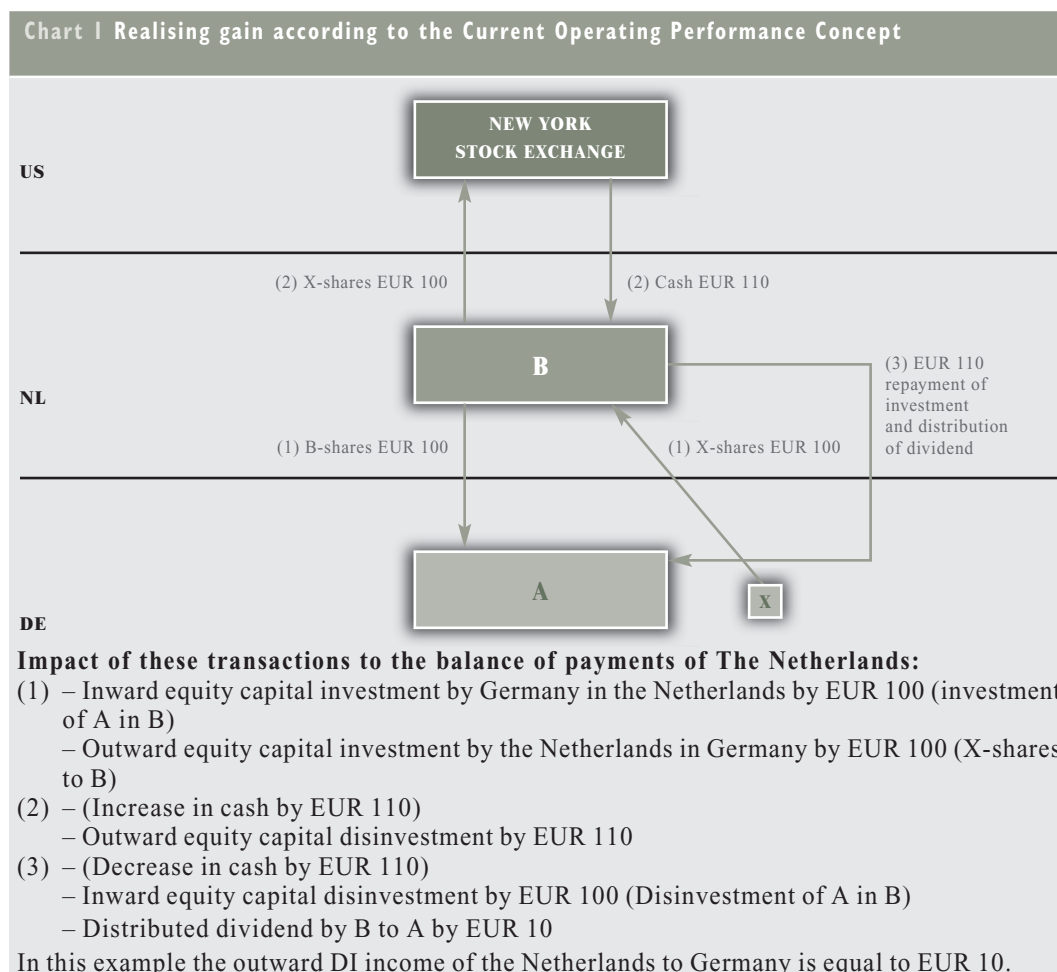 Chart 1 Realising gain according to the Current Operating Performance Concept
NEW YORK
STOCK EXCHANGE
US
(2) X-shares EUR 100
(2) Cash EUR 110
B
(3) EUR 110
repayment of
investment
and distribution
of dividend
NL
(1) B-shares EUR 100
(1) X-shares EUR 100
A
X
DE
Impact of these transactions to the balance of payments of The Netherlands:
(1) – Inward equity capital investment by Germany in the Netherlands by EUR 100 (investment
of A in B)
– Outward equity capital investment by the Netherlands in Germany by EUR 100 (X-shares
to B)
(2) – (Increase in cash by EUR 110)
– Outward equity capital disinvestment by EUR 110
(3) – (Decrease in cash by EUR 110)
– Inward equity capital disinvestment by EUR 100 (Disinvestment of A in B)
– Distributed dividend by B to A by EUR 10
In this example the outward DI income of the Netherlands to Germany is equal to EUR 10.